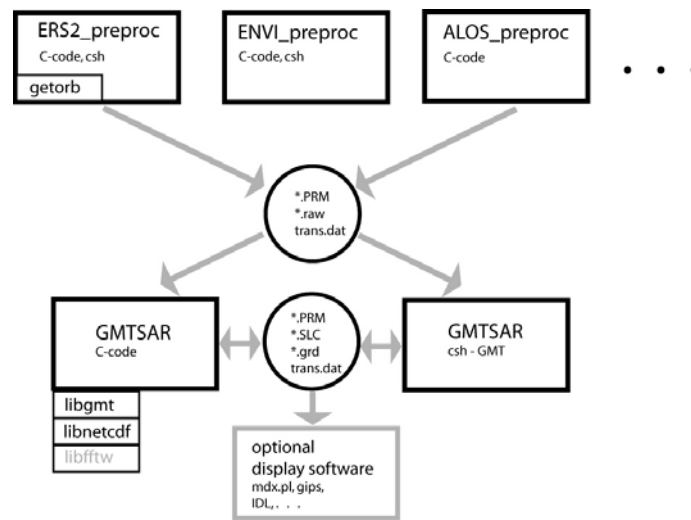 ERS2_preproc
C-code, csh
getorb
ENVI_preproc
C-code, csh
ALOS_preproc
C-code
. . .
*.PRM
*.raw
trans.dat
GMTSAR
C-code
libgmt
libnetcdf
libfftw
*.PRM
*.SLC
*.grd
trans.dat
GMTSAR
csh - GMT
optional
display software
mdx.pl, gips,
IDL, . . .